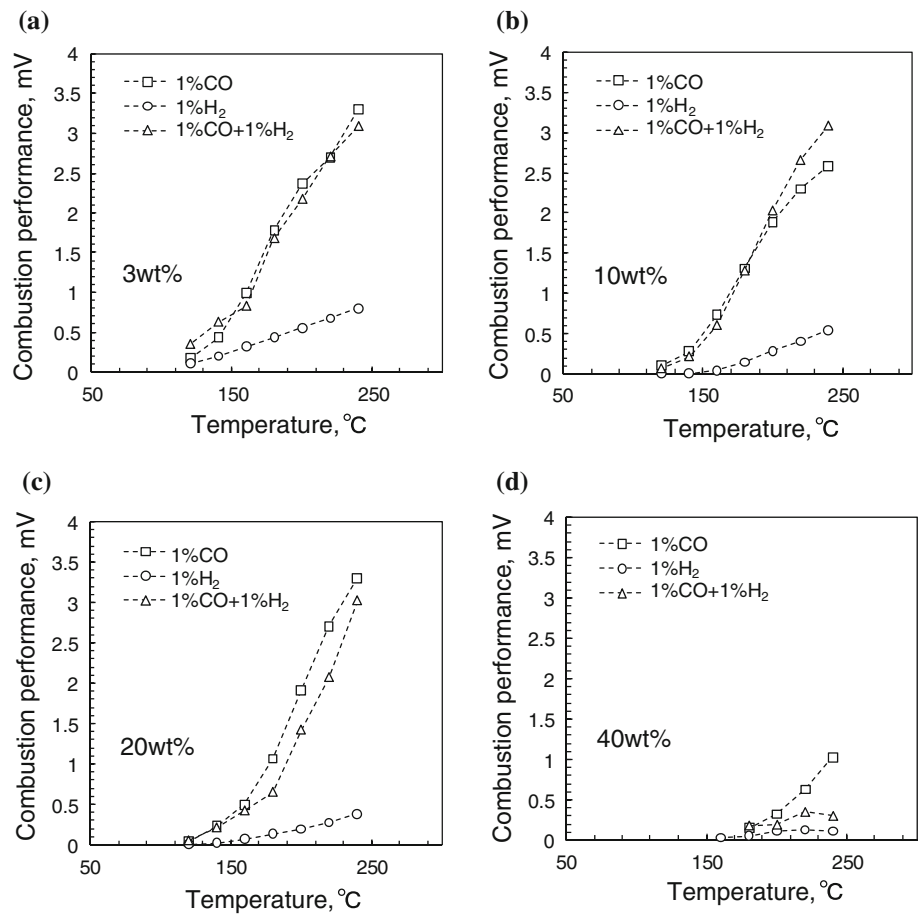 (a)
Combustion performance, mV
4
3.5
3
2.5
2
1.5
1
0.5
0
1%CO
1%H₂
1%CO+1%H₂
3wt%
50
150
250
Temperature, °C
(b)
Combustion performance, mV
4
3.5
3
2.5
2
1.5
1
0.5
0
1%CO
1%H₂
1%CO+1%H₂
10wt%
50
150
250
Temperature, °C
(c)
Combustion performance, mV
4
3.5
3
2.5
2
1.5
1
0.5
0
1%CO
1%H₂
1%CO+1%H₂
20wt%
50
150
250
Temperature, °C
(d)
Combustion performance, mV
4
3.5
3
2.5
2
1.5
1
0.5
0
1%CO
1%H₂
1%CO+1%H₂
40wt%
50
150
250
Temperature, °C